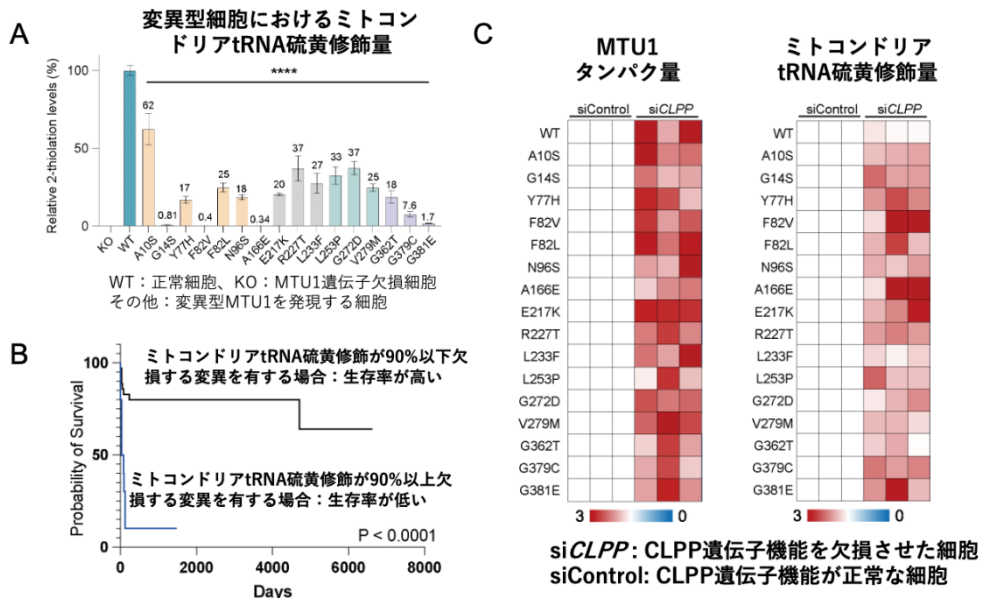 A
変異型細胞におけるミトコン
ドリアtRNA硫黄修飾量
Relative 2-thiolation levels (%)
100
50
0
****
62
0.81
17
0.4
25
18
0.34
20
37
27
33
37
25
18
7.6
1.7
KO
WT
A10S
G14S
Y77H
F82V
F82L
N96S
A166E
E217K
R227T
L233F
L253P
G272D
V279M
G362T
G379C
G381E
WT：正常細胞、KO：MTU1遺伝子欠損細胞
その他：変異型MTU1を発現する細胞
B
Probability of Survival
100
50
0
ミトコンドリアtRNA硫黄修飾が90%以下欠
損する変異を有する場合：生存率が高い
ミトコンドリアtRNA硫黄修飾が90%以上欠
損する変異を有する場合：生存率が低い
P < 0.0001
0 2000 4000 6000 8000
Days
C
MTU1
タンパク量
siControl siCLPP
WT
A10S
G14S
Y77H
F82V
F82L
N96S
A166E
E217K
R227T
L233F
L253P
G272D
V279M
G362T
G379C
G381E
3 0
ミトコンドリア
tRNA硫黄修飾量
siControl siCLPP
WT
A10S
G14S
Y77H
F82V
F82L
N96S
A166E
E217K
R227T
L233F
L253P
G272D
V279M
G362T
G379C
G381E
3 0
siCLPP : CLPP遺伝子機能を欠損させた細胞
siControl: CLPP遺伝子機能が正常な細胞